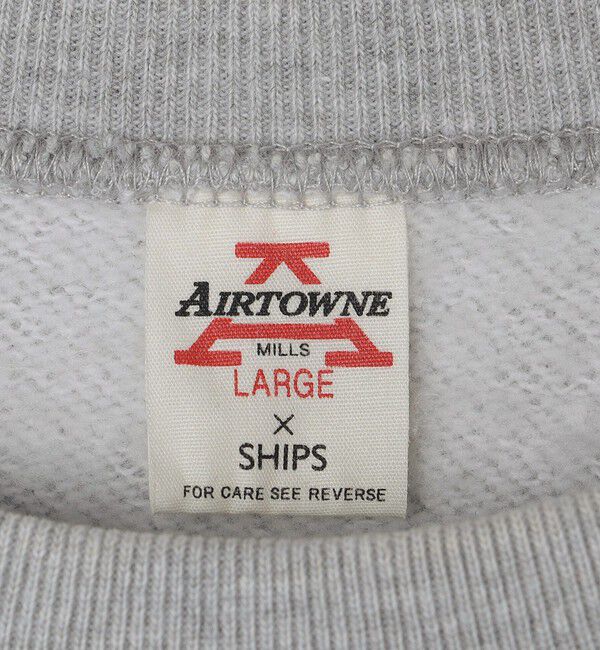 AIRTOWNE
MILLS
LARGE
×
SHIPS
FOR CARE SEE REVERSE